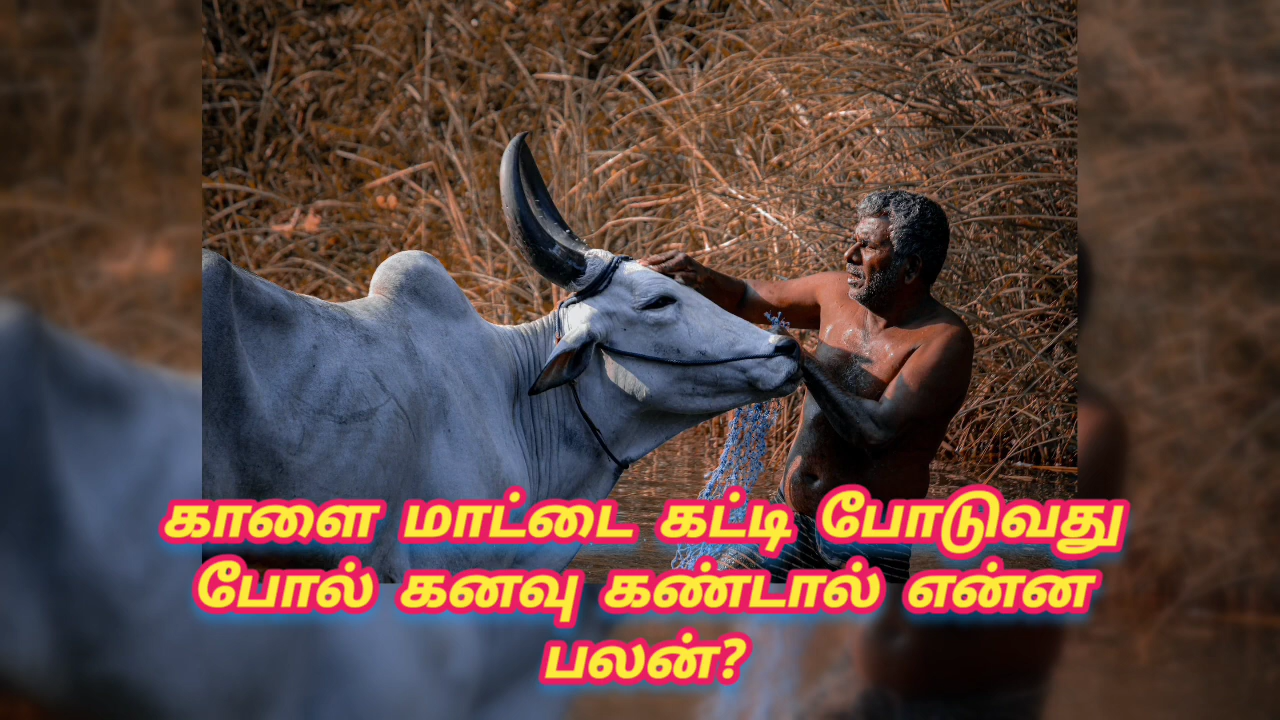 காளை மாட்டை கட்டி போடுவது
போல் கனவு கண்டால் என்ன
பலன்?